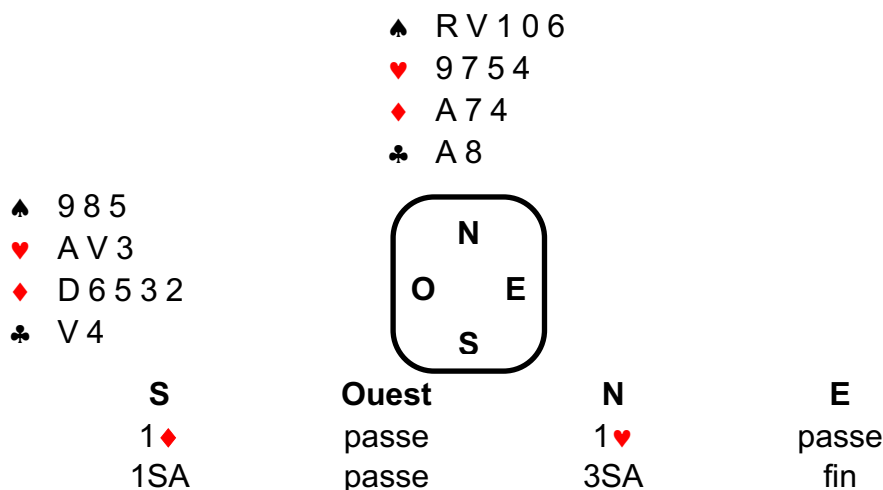 ♠ R V 1 0 6
♥ 9 7 5 4
♦ A 7 4
♣ A 8
♠ 9 8 5
♥ A V 3
♦ D 6 5 3 2
♣ V 4
N
O E
S
S Ouest N E
1♦ passe 1♥ passe
1SA passe 3SA fin